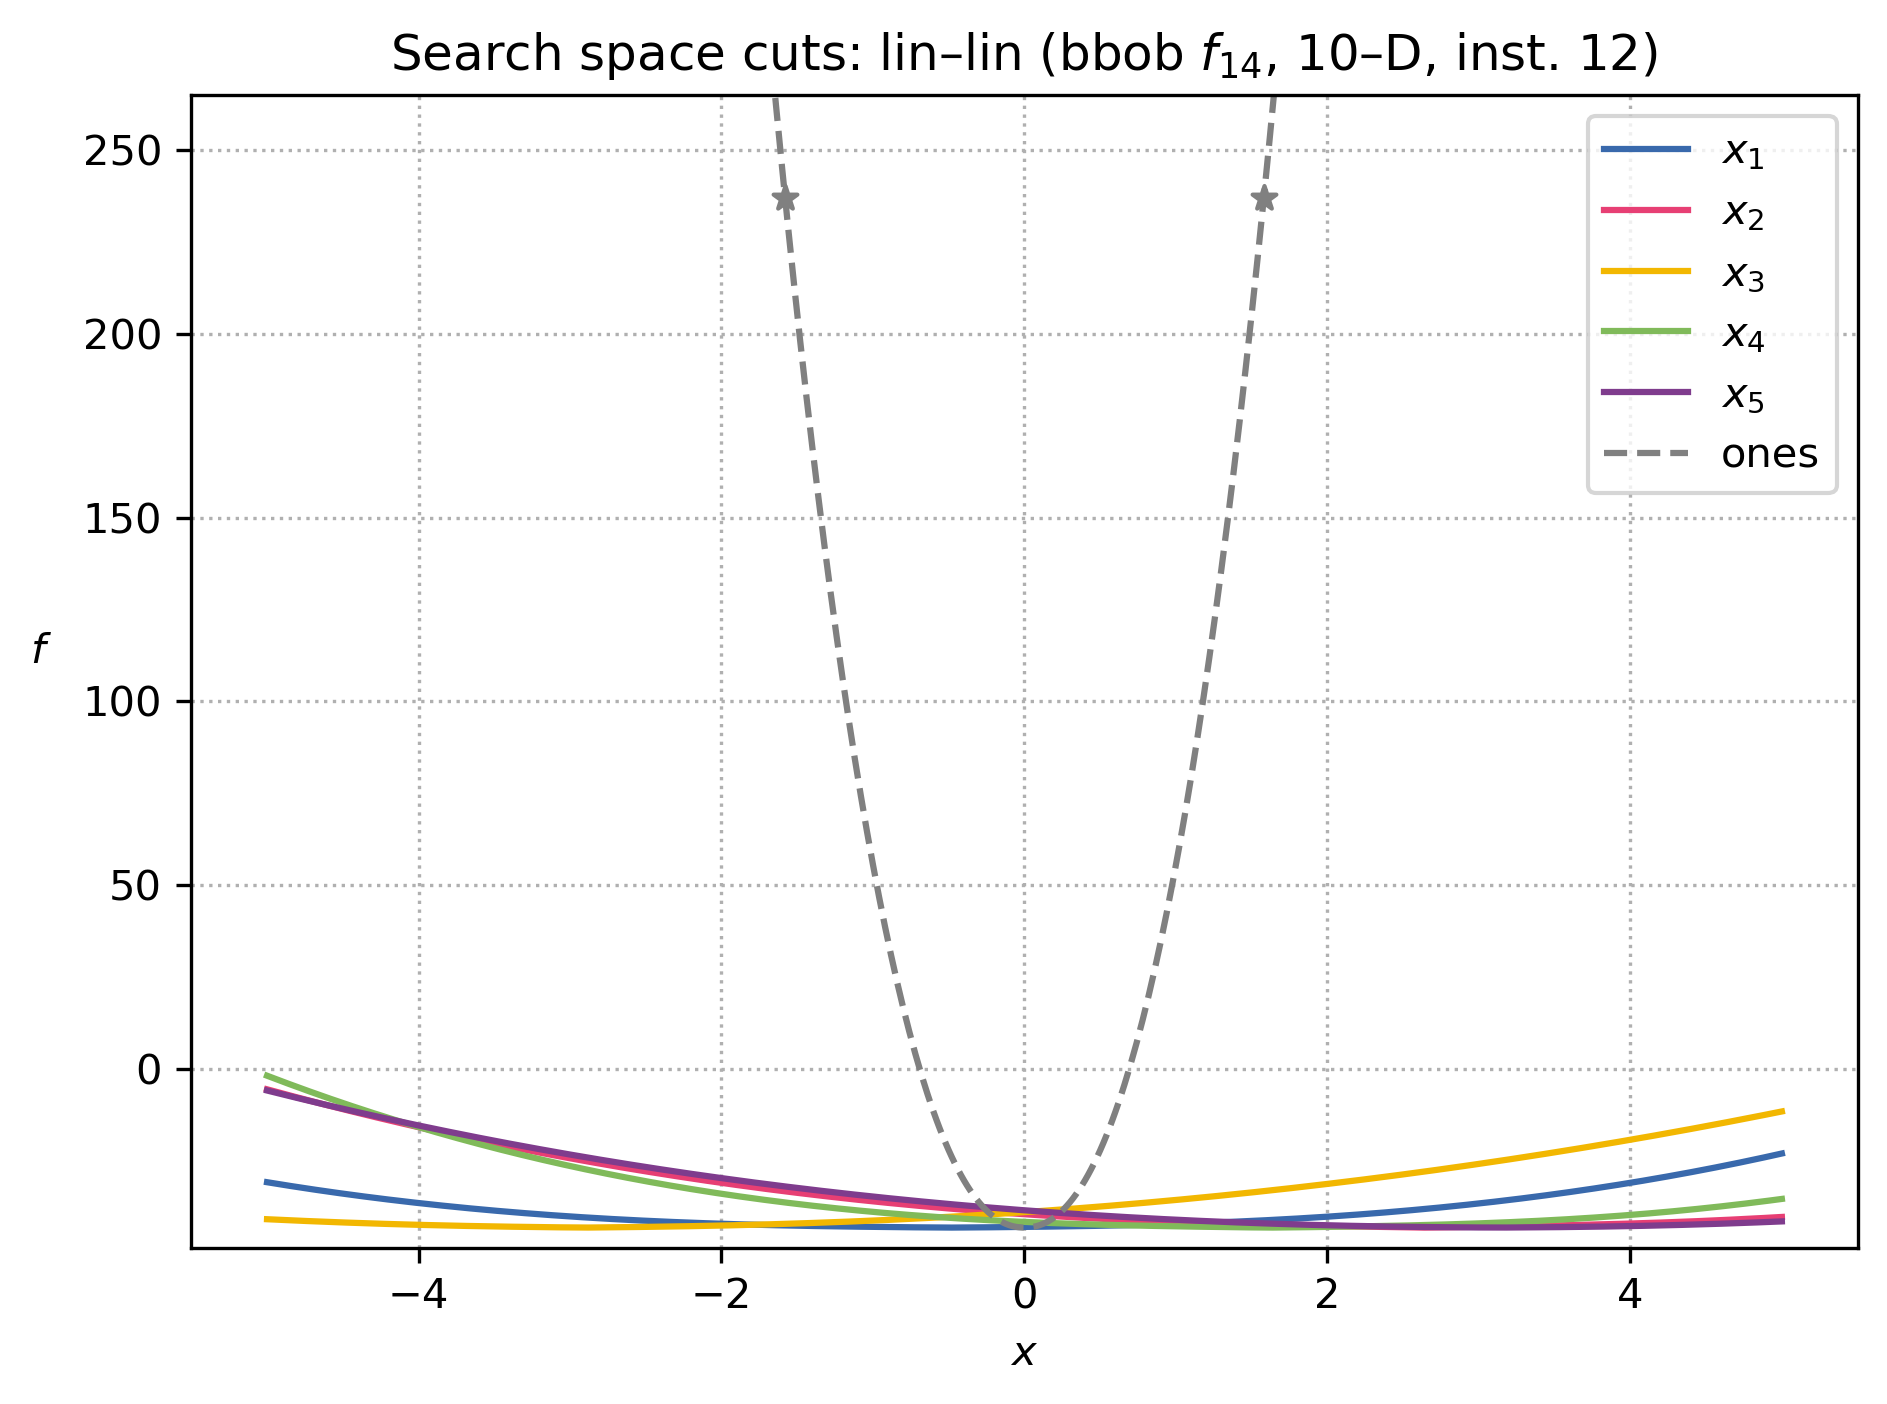 Search space cuts: lin–lin (bbob f₁₄, 10–D, inst. 12)
250
200
150
100
50
0
f
−4 −2 0 2 4
x
x₁
x₂
x₃
x₄
x₅
ones